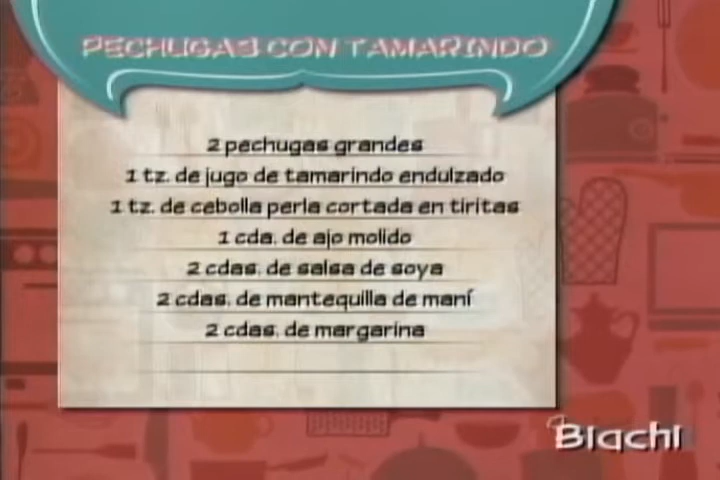 PECHUGAS CON TAMARINDO
2 pechugas grandes
1 tz. de jugo de tamarindo endulzado
1 tz. de cebolla perla cortada en tiritas
1 cda. de ajo molido
2 cdas. de salsa de soya
2 cdas. de mantequilla de maní
2 cdas. de margarina
Biachi